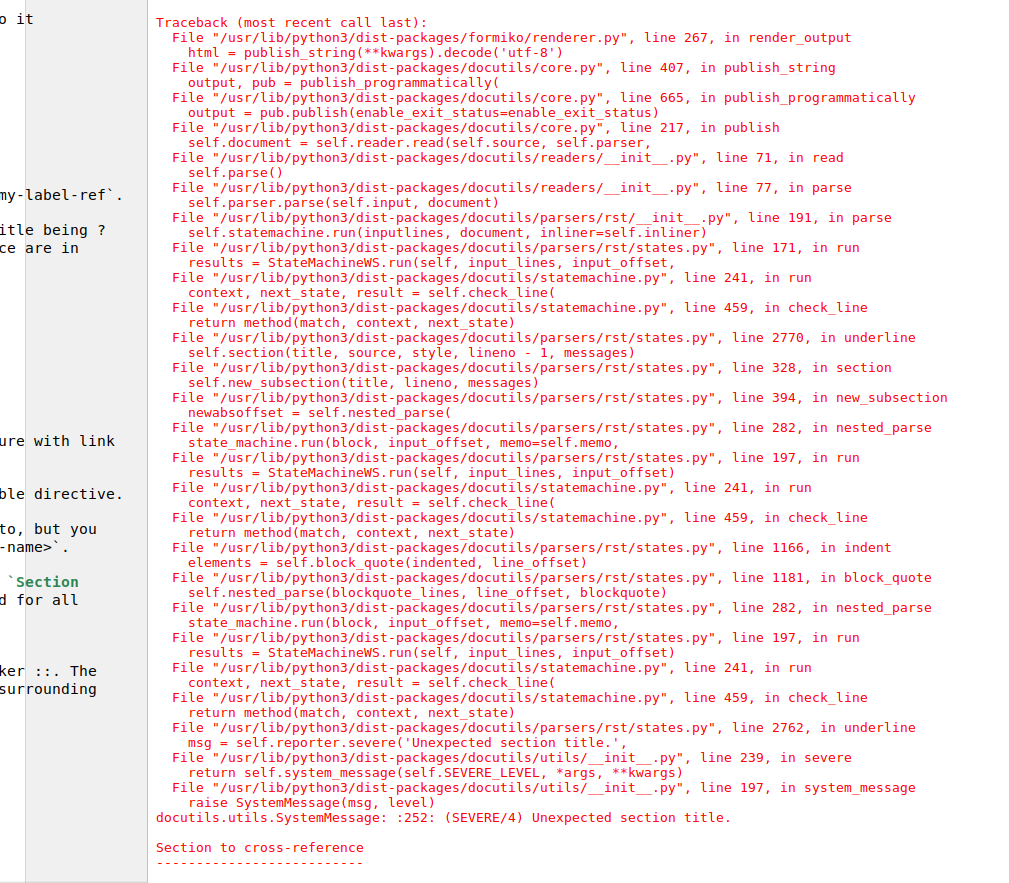 o it
my-label-ref`.
itle being ?
ce are in
ure with link
ble directive.
to, but you
-name>`.
`Section
d for all
ker ::. The
surrounding
Traceback (most recent call last):
  File "/usr/lib/python3/dist-packages/formiko/renderer.py", line 267, in render_output
    html = publish_string(**kwargs).decode('utf-8')
  File "/usr/lib/python3/dist-packages/docutils/core.py", line 407, in publish_string
    output, pub = publish_programmatically(
  File "/usr/lib/python3/dist-packages/docutils/core.py", line 665, in publish_programmatically
    output = pub.publish(enable_exit_status=enable_exit_status)
  File "/usr/lib/python3/dist-packages/docutils/core.py", line 217, in publish
    self.document = self.reader.read(self.source, self.parser,
  File "/usr/lib/python3/dist-packages/docutils/readers/__init__.py", line 71, in read
    self.parse()
  File "/usr/lib/python3/dist-packages/docutils/readers/__init__.py", line 77, in parse
    self.parser.parse(self.input, document)
  File "/usr/lib/python3/dist-packages/docutils/parsers/rst/__init__.py", line 191, in parse
    self.statemachine.run(inputlines, document, inliner=self.inliner)
  File "/usr/lib/python3/dist-packages/docutils/parsers/rst/states.py", line 171, in run
    results = StateMachineWS.run(self, input_lines, input_offset,
  File "/usr/lib/python3/dist-packages/docutils/statemachine.py", line 241, in run
    context, next_state, result = self.check_line(
  File "/usr/lib/python3/dist-packages/docutils/statemachine.py", line 459, in check_line
    return method(match, context, next_state)
  File "/usr/lib/python3/dist-packages/docutils/parsers/rst/states.py", line 2770, in underline
    self.section(title, source, style, lineno - 1, messages)
  File "/usr/lib/python3/dist-packages/docutils/parsers/rst/states.py", line 328, in section
    self.new_subsection(title, lineno, messages)
  File "/usr/lib/python3/dist-packages/docutils/parsers/rst/states.py", line 394, in new_subsection
    newabsoffset = self.nested_parse(
  File "/usr/lib/python3/dist-packages/docutils/parsers/rst/states.py", line 282, in nested_parse
    state_machine.run(block, input_offset, memo=self.memo,
  File "/usr/lib/python3/dist-packages/docutils/parsers/rst/states.py", line 197, in run
    results = StateMachineWS.run(self, input_lines, input_offset)
  File "/usr/lib/python3/dist-packages/docutils/statemachine.py", line 241, in run
    context, next_state, result = self.check_line(
  File "/usr/lib/python3/dist-packages/docutils/statemachine.py", line 459, in check_line
    return method(match, context, next_state)
  File "/usr/lib/python3/dist-packages/docutils/parsers/rst/states.py", line 1166, in indent
    elements = self.block_quote(indented, line_offset)
  File "/usr/lib/python3/dist-packages/docutils/parsers/rst/states.py", line 1181, in block_quote
    self.nested_parse(blockquote_lines, line_offset, blockquote)
  File "/usr/lib/python3/dist-packages/docutils/parsers/rst/states.py", line 282, in nested_parse
    state_machine.run(block, input_offset, memo=self.memo,
  File "/usr/lib/python3/dist-packages/docutils/parsers/rst/states.py", line 197, in run
    results = StateMachineWS.run(self, input_lines, input_offset)
  File "/usr/lib/python3/dist-packages/docutils/statemachine.py", line 241, in run
    context, next_state, result = self.check_line(
  File "/usr/lib/python3/dist-packages/docutils/statemachine.py", line 459, in check_line
    return method(match, context, next_state)
  File "/usr/lib/python3/dist-packages/docutils/parsers/rst/states.py", line 2762, in underline
    msg = self.reporter.severe('Unexpected section title.',
  File "/usr/lib/python3/dist-packages/docutils/utils/__init__.py", line 239, in severe
    return self.system_message(self.SEVERE_LEVEL, *args, **kwargs)
  File "/usr/lib/python3/dist-packages/docutils/utils/__init__.py", line 197, in system_message
    raise SystemMessage(msg, level)
docutils.utils.SystemMessage: :252: (SEVERE/4) Unexpected section title.
Section to cross-reference
--------------------------